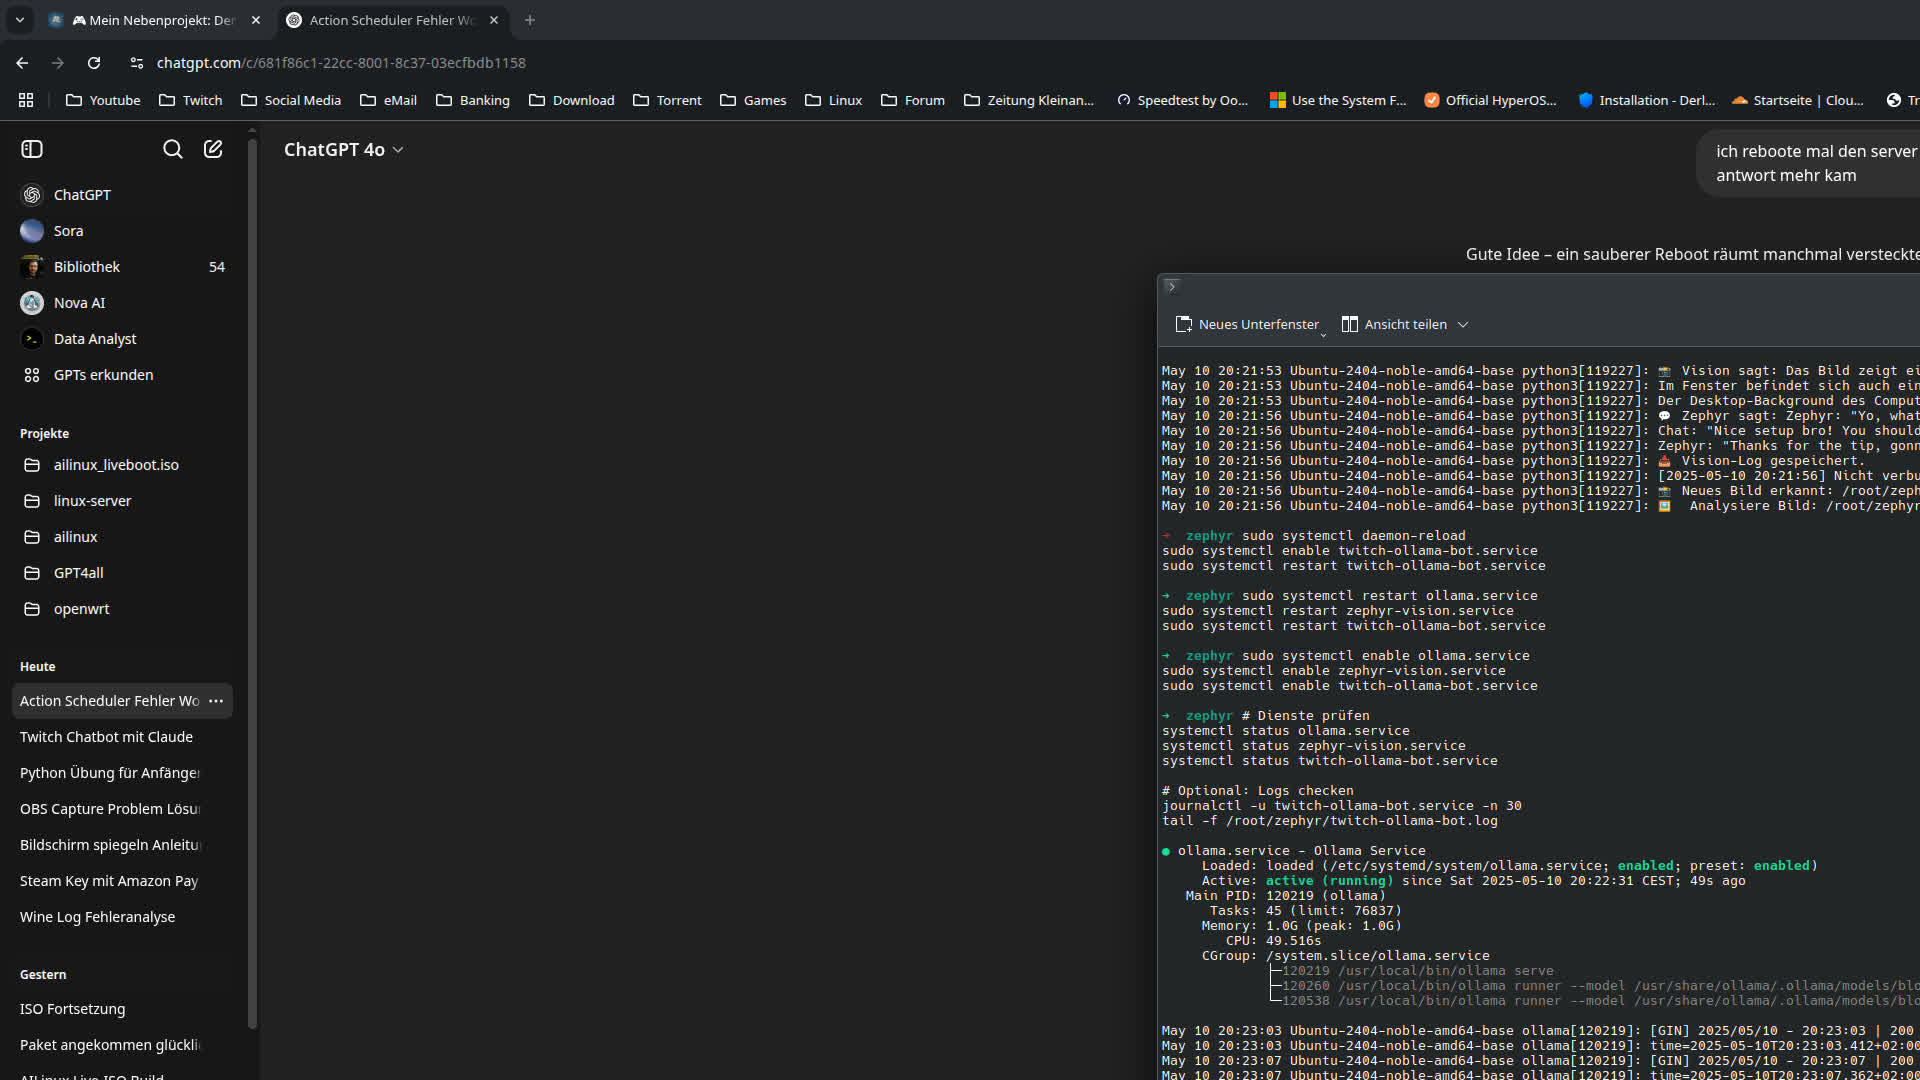 Mein Nebenprojekt: Der
Action Scheduler Fehler Wo
chatgpt.com/c/681f86c1-22cc-8001-8c37-03ecfbdb1158
Youtube
Twitch
Social Media
eMail
Banking
Download
Torrent
Games
Linux
Forum
Zeitung Kleinan...
Speedtest by Oo...
Use the System F...
Official HyperOS...
Installation - Derl...
Startseite | Clou...
Tr
ChatGPT
Sora
Bibliothek 54
Nova AI
Data Analyst
GPTs erkunden
Projekte
ailinux_liveboot.iso
linux-server
ailinux
GPT4all
openwrt
Heute
Action Scheduler Fehler Wo
Twitch Chatbot mit Claude
Python Übung für Anfänger
OBS Capture Problem Lösu
Bildschirm spiegeln Anleitu
Steam Key mit Amazon Pay
Wine Log Fehleranalyse
Gestern
ISO Fortsetzung
Paket angekommen glückli
AILinux Live ISO Build
ChatGPT 4o
ich reboote mal den server
antwort mehr kam
Gute Idee – ein sauberer Reboot räumt manchmal versteckte
Neues Unterfenster
Ansicht teilen
May 10 20:21:53 Ubuntu-2404-noble-amd64-base python3[119227]: 📸 Vision sagt: Das Bild zeigt ei
May 10 20:21:53 Ubuntu-2404-noble-amd64-base python3[119227]: Im Fenster befindet sich auch ein
May 10 20:21:53 Ubuntu-2404-noble-amd64-base python3[119227]: Der Desktop-Background des Comput
May 10 20:21:56 Ubuntu-2404-noble-amd64-base python3[119227]: 💬 Zephyr sagt: Zephyr: "Yo, what
May 10 20:21:56 Ubuntu-2404-noble-amd64-base python3[119227]: Chat: "Nice setup bro! You should
May 10 20:21:56 Ubuntu-2404-noble-amd64-base python3[119227]: Zephyr: "Thanks for the tip, gonn
May 10 20:21:56 Ubuntu-2404-noble-amd64-base python3[119227]: 📥 Vision-Log gespeichert.
May 10 20:21:56 Ubuntu-2404-noble-amd64-base python3[119227]: [2025-05-10 20:21:56] Nicht verbu
May 10 20:21:56 Ubuntu-2404-noble-amd64-base python3[119227]: 📸 Neues Bild erkannt: /root/zeph
May 10 20:21:56 Ubuntu-2404-noble-amd64-base python3[119227]: 🖼️ Analysiere Bild: /root/zephyr
➜ zephyr sudo systemctl daemon-reload
sudo systemctl enable twitch-ollama-bot.service
sudo systemctl restart twitch-ollama-bot.service
➜ zephyr sudo systemctl restart ollama.service
sudo systemctl restart zephyr-vision.service
sudo systemctl restart twitch-ollama-bot.service
➜ zephyr sudo systemctl enable ollama.service
sudo systemctl enable zephyr-vision.service
sudo systemctl enable twitch-ollama-bot.service
➜ zephyr # Dienste prüfen
systemctl status ollama.service
systemctl status zephyr-vision.service
systemctl status twitch-ollama-bot.service
# Optional: Logs checken
journalctl -u twitch-ollama-bot.service -n 30
tail -f /root/zephyr/twitch-ollama-bot.log
● ollama.service - Ollama Service
Loaded: loaded (/etc/systemd/system/ollama.service; enabled; preset: enabled)
Active: active (running) since Sat 2025-05-10 20:22:31 CEST; 49s ago
Main PID: 120219 (ollama)
Tasks: 45 (limit: 76837)
Memory: 1.0G (peak: 1.0G)
CPU: 49.516s
CGroup: /system.slice/ollama.service
├─120219 /usr/local/bin/ollama serve
├─120260 /usr/local/bin/ollama runner --model /usr/share/ollama/.ollama/models/blo
└─120538 /usr/local/bin/ollama runner --model /usr/share/ollama/.ollama/models/blo
May 10 20:23:03 Ubuntu-2404-noble-amd64-base ollama[120219]: [GIN] 2025/05/10 - 20:23:03 | 200
May 10 20:23:03 Ubuntu-2404-noble-amd64-base ollama[120219]: time=2025-05-10T20:23:03.412+02:00
May 10 20:23:07 Ubuntu-2404-noble-amd64-base ollama[120219]: [GIN] 2025/05/10 - 20:23:07 | 200
May 10 20:23:07 Ubuntu-2404-noble-amd64-base ollama[120219]: time=2025-05-10T20:23:07.362+02:00